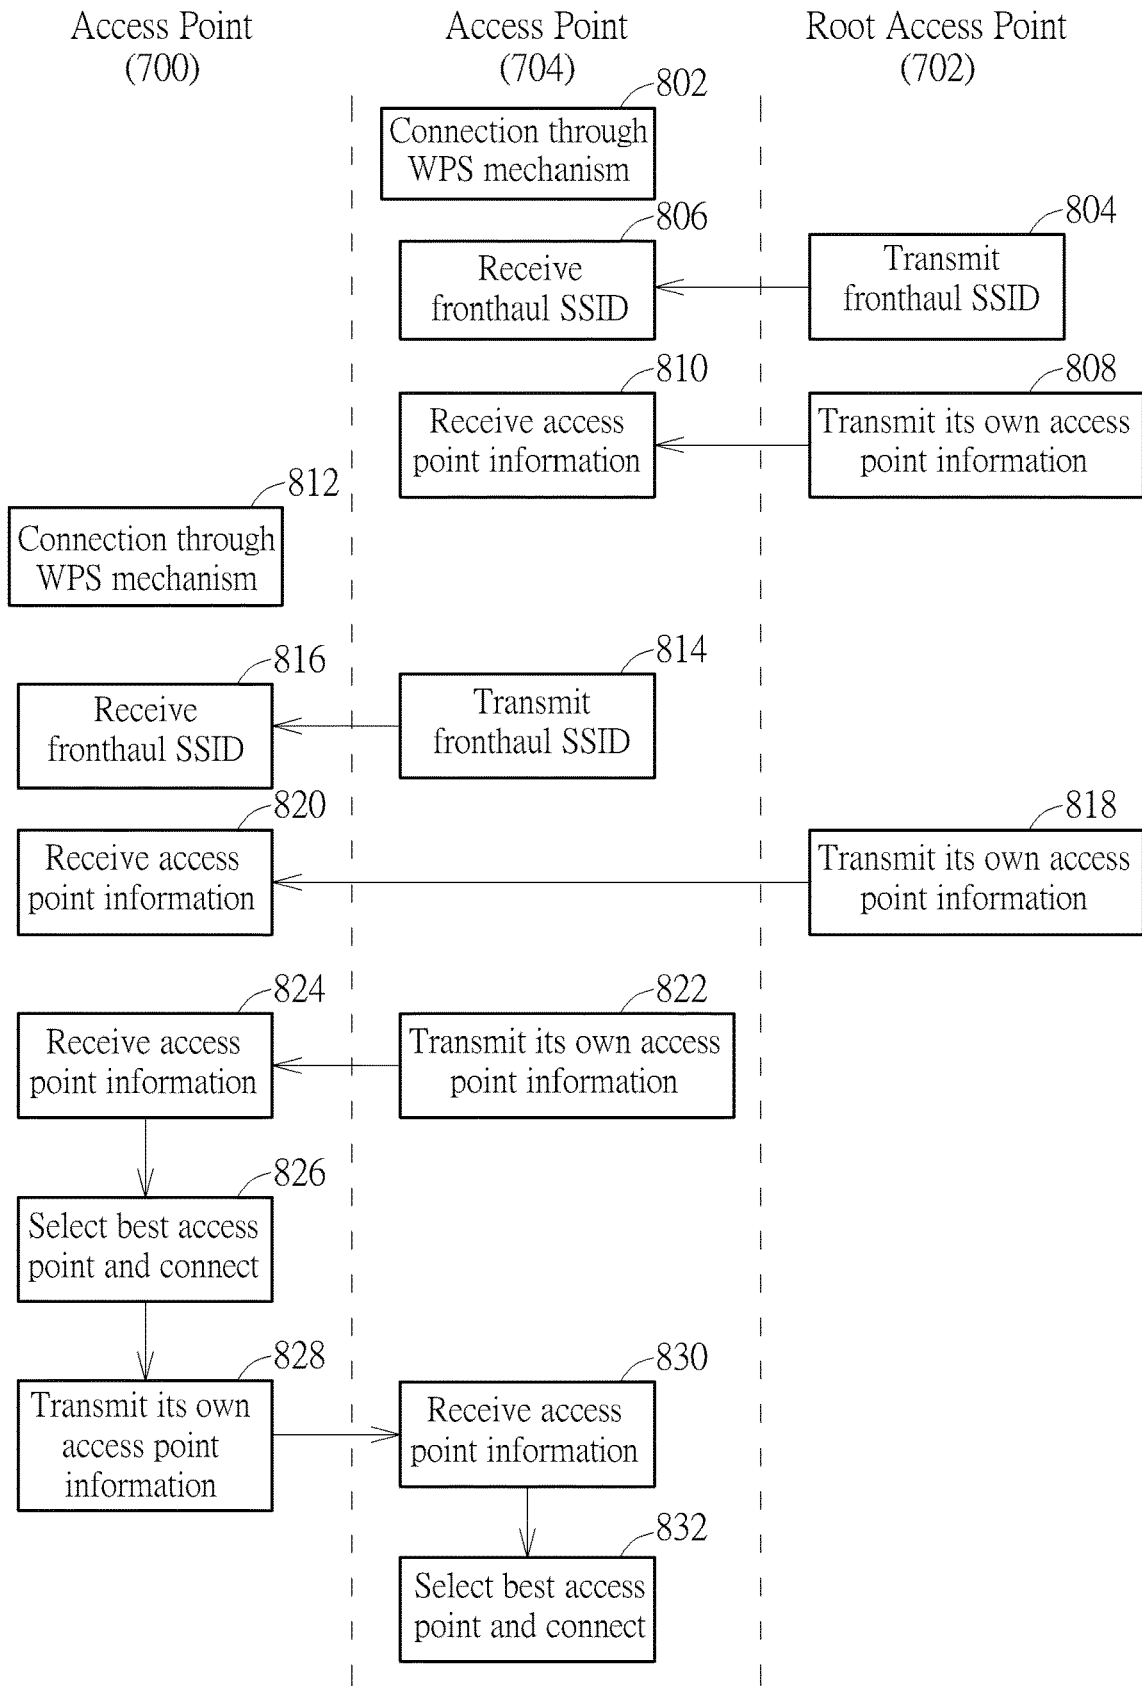 Access Point
(700)
Access Point
(704)
Root Access Point
(702)
802
Connection through
WPS mechanism
804
Transmit
fronthaul SSID
806
Receive
fronthaul SSID
808
Transmit its own access
point information
810
Receive access
point information
812
Connection through
WPS mechanism
814
Transmit
fronthaul SSID
816
Receive
fronthaul SSID
818
Transmit its own access
point information
820
Receive access
point information
822
Transmit its own access
point information
824
Receive access
point information
826
Select best access
point and connect
828
Transmit its own
access point
information
830
Receive access
point information
832
Select best access
point and connect